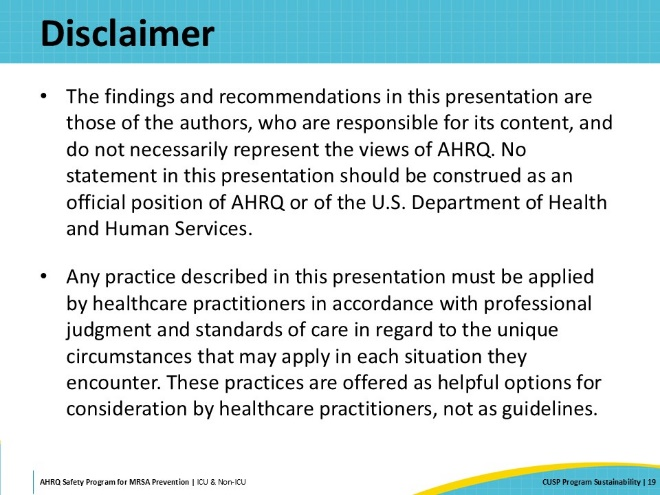 Disclaimer
• The findings and recommendations in this presentation are
those of the authors, who are responsible for its content, and
do not necessarily represent the views of AHRQ. No
statement in this presentation should be construed as an
official position of AHRQ or of the U.S. Department of Health
and Human Services.
• Any practice described in this presentation must be applied
by healthcare practitioners in accordance with professional
judgment and standards of care in regard to the unique
circumstances that may apply in each situation they
encounter. These practices are offered as helpful options for
consideration by healthcare practitioners, not as guidelines.
AHRQ Safety Program for MRSA Prevention | ICU & Non-ICU
CUSP Program Sustainability | 19